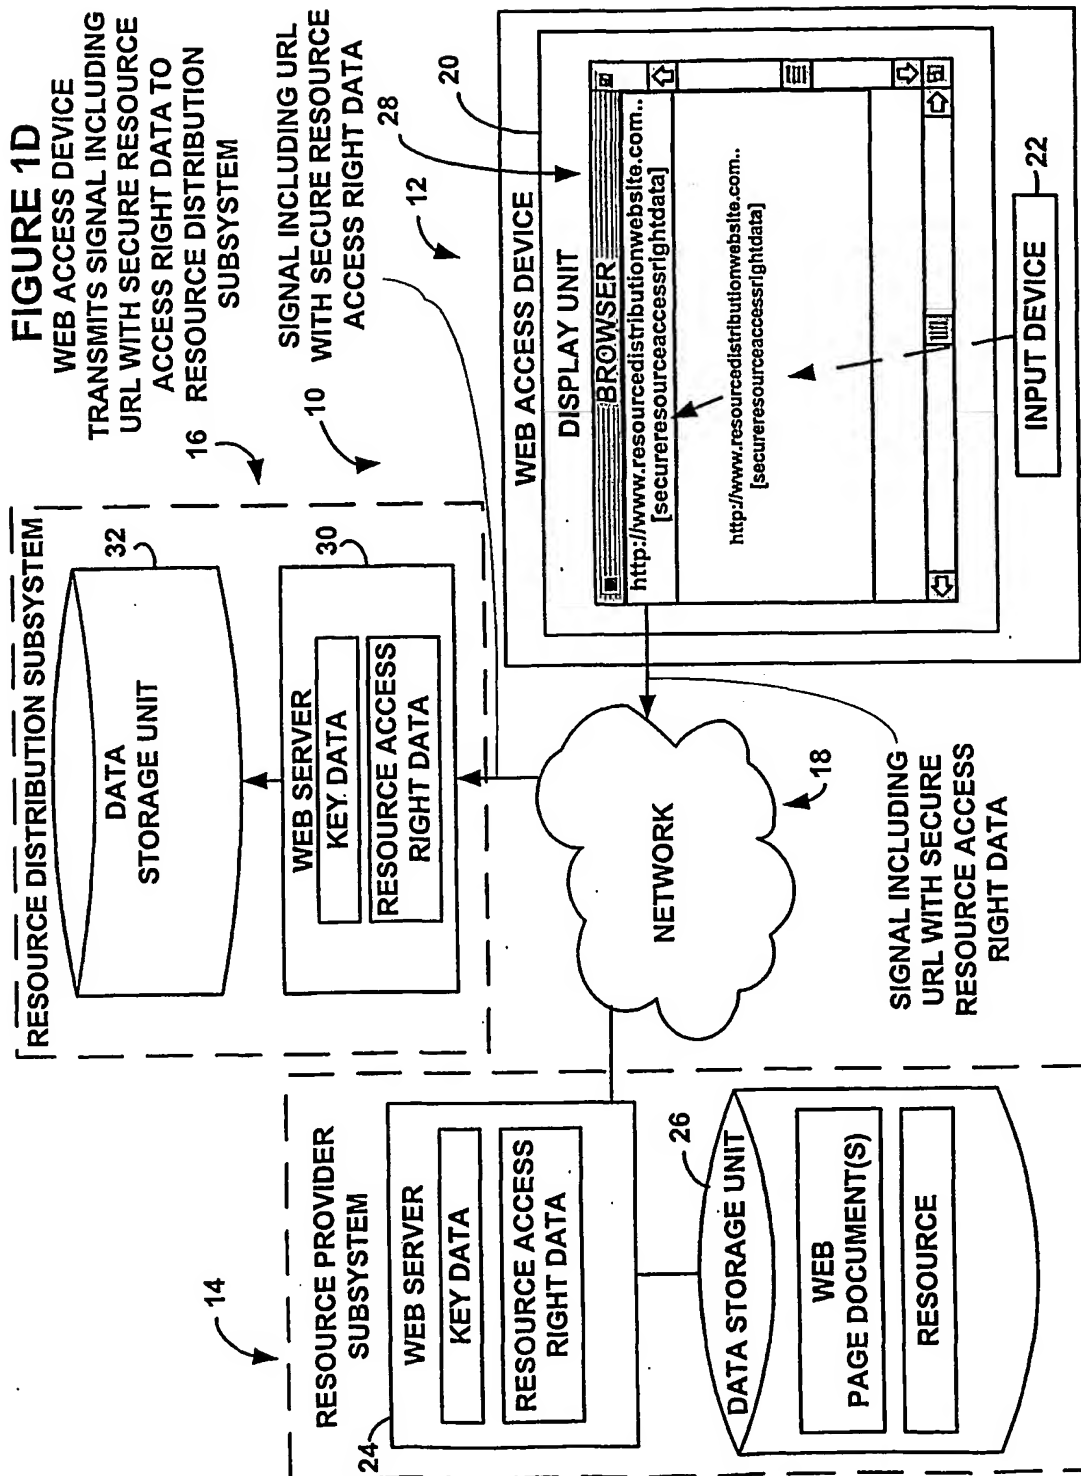 FIGURE 1D
WEB ACCESS DEVICE
TRANSMITS SIGNAL INCLUDING
URL WITH SECURE RESOURCE
ACCESS RIGHT DATA TO
RESOURCE DISTRIBUTION
SUBSYSTEM
16
10
SIGNAL INCLUDING URL
WITH SECURE RESOURCE
ACCESS RIGHT DATA
12
28
20
RESOURCE DISTRIBUTION SUBSYSTEM
32
DATA
STORAGE UNIT
30
WEB SERVER
KEY DATA
RESOURCE ACCESS
RIGHT DATA
WEB ACCESS DEVICE
DISPLAY UNIT
BROWSER
http://www.resourcedistributionwebsite.com..
[secureresourceaccessrightdata]
http://www.resourcedistributionwebsite.com..
[secureresourceaccessrightdata]
INPUT DEVICE
22
NETWORK
18
SIGNAL INCLUDING
URL WITH SECURE
RESOURCE ACCESS
RIGHT DATA
14
RESOURCE PROVIDER
SUBSYSTEM
24
WEB SERVER
KEY DATA
RESOURCE ACCESS
RIGHT DATA
26
DATA STORAGE UNIT
WEB
PAGE DOCUMENT(S)
RESOURCE